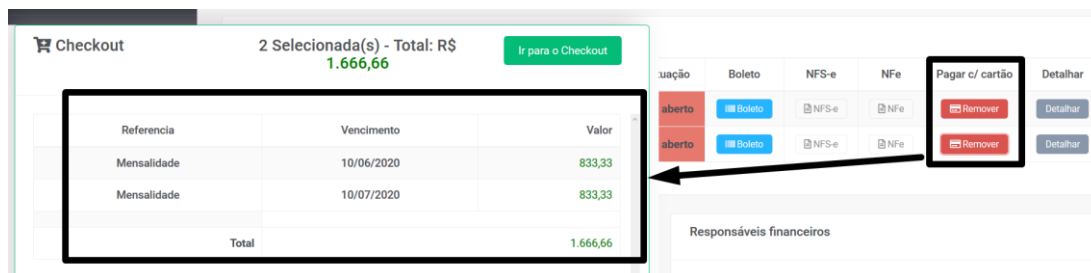 Checkout
2 Selecionada(s) - Total: R$
1.666,66
Ir para o Checkout
Referencia Vencimento Valor
Mensalidade 10/06/2020 833,33
Mensalidade 10/07/2020 833,33
Total 1.666,66
uação Boleto NFS-e NFe Pagar c/ cartão Detalhar
aberto Boleto NFS-e NFe Remover Detalhar
aberto Boleto NFS-e NFe Remover Detalhar
Responsáveis financeiros